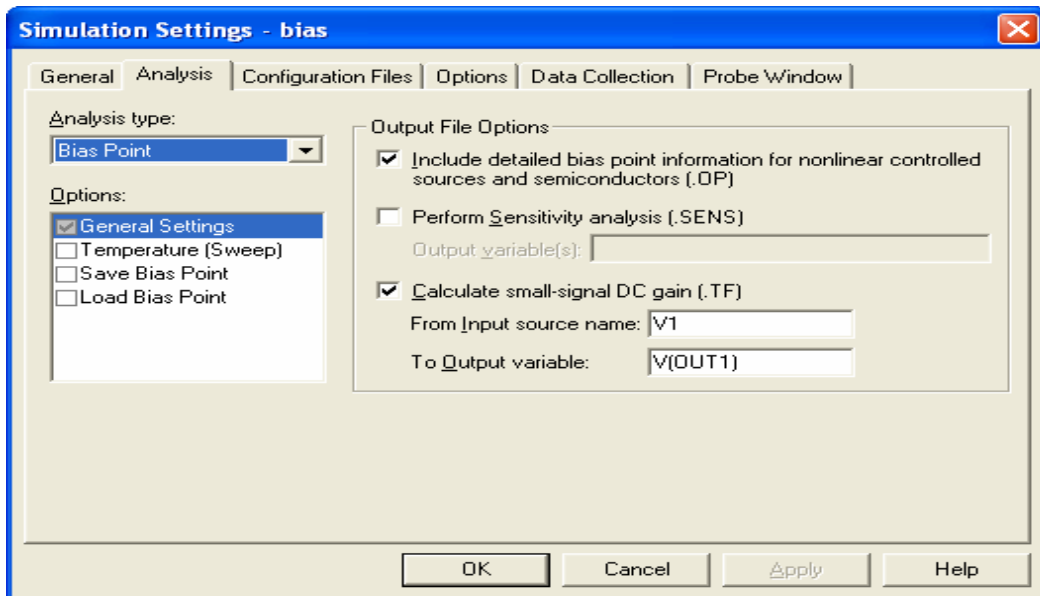 Simulation Settings - bias
General
Analysis
Configuration Files
Options
Data Collection
Probe Window
Analysis type:
Bias Point
Options:
General Settings
Temperature (Sweep)
Save Bias Point
Load Bias Point
Output File Options
Include detailed bias point information for nonlinear controlled
sources and semiconductors (.OP)
Perform Sensitivity analysis (.SENS)
Output variable(s):
Calculate small-signal DC gain (.TF)
From Input source name: V1
To Output variable: V(OUT1)
OK
Cancel
Apply
Help